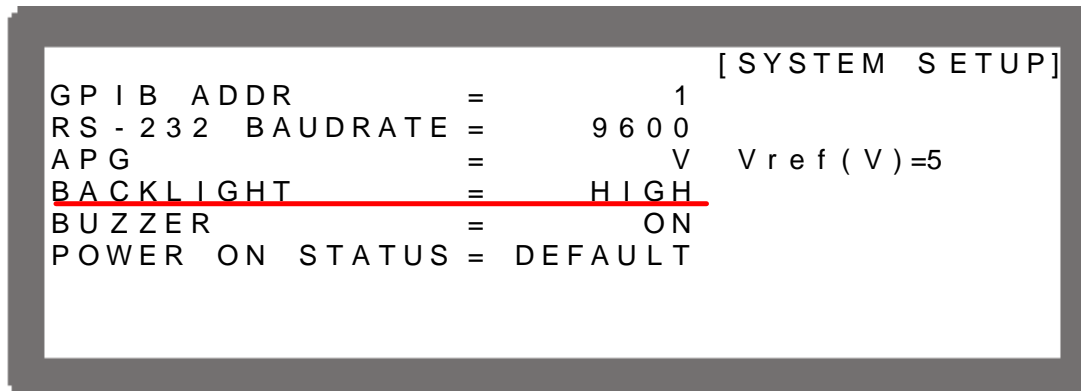 [SYSTEM SETUP]
GPIB ADDR = 1
RS-232 BAUDRATE = 9600
APG = V Vref(V)=5
BACKLIGHT = HIGH
BUZZER = ON
POWER ON STATUS = DEFAULT